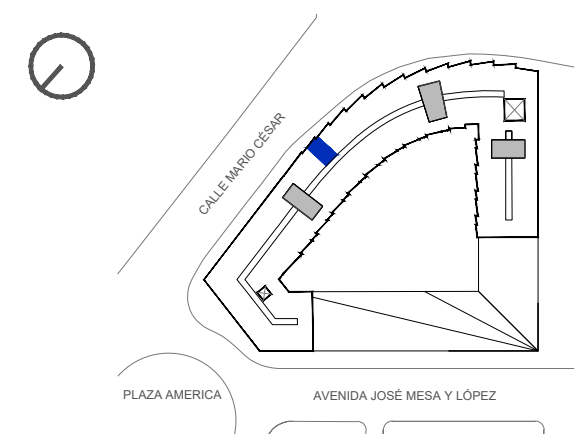 CALLE MARIO CÉSAR
PLAZA AMERICA
AVENIDA JOSÉ MESA Y LÓPEZ